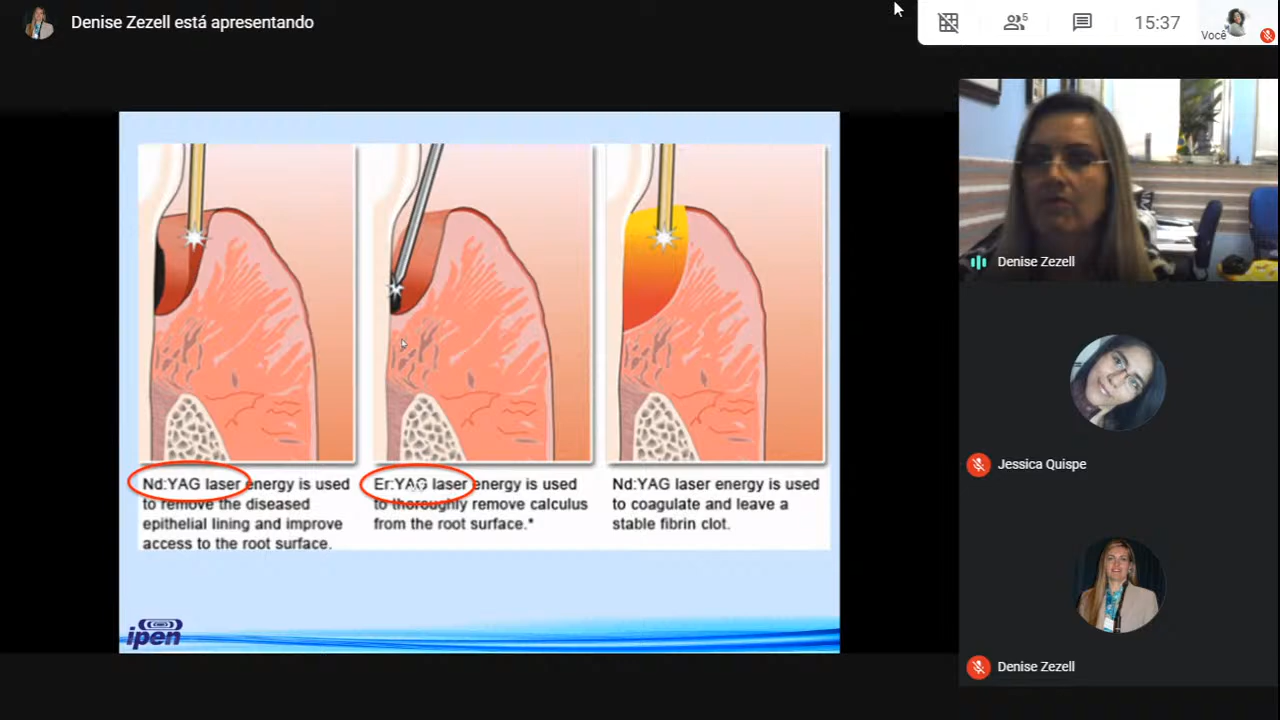 Denise Zezell está apresentando
5
15:37
Você
Denise Zezell
Jessica Quispe
Denise Zezell
Nd:YAG laser energy is used
to remove the diseased
epithelial lining and improve
access to the root surface.
Er:YAG laser energy is used
to thoroughly remove calculus
from the root surface.*
Nd:YAG laser energy is used
to coagulate and leave a
stable fibrin clot.
ipen